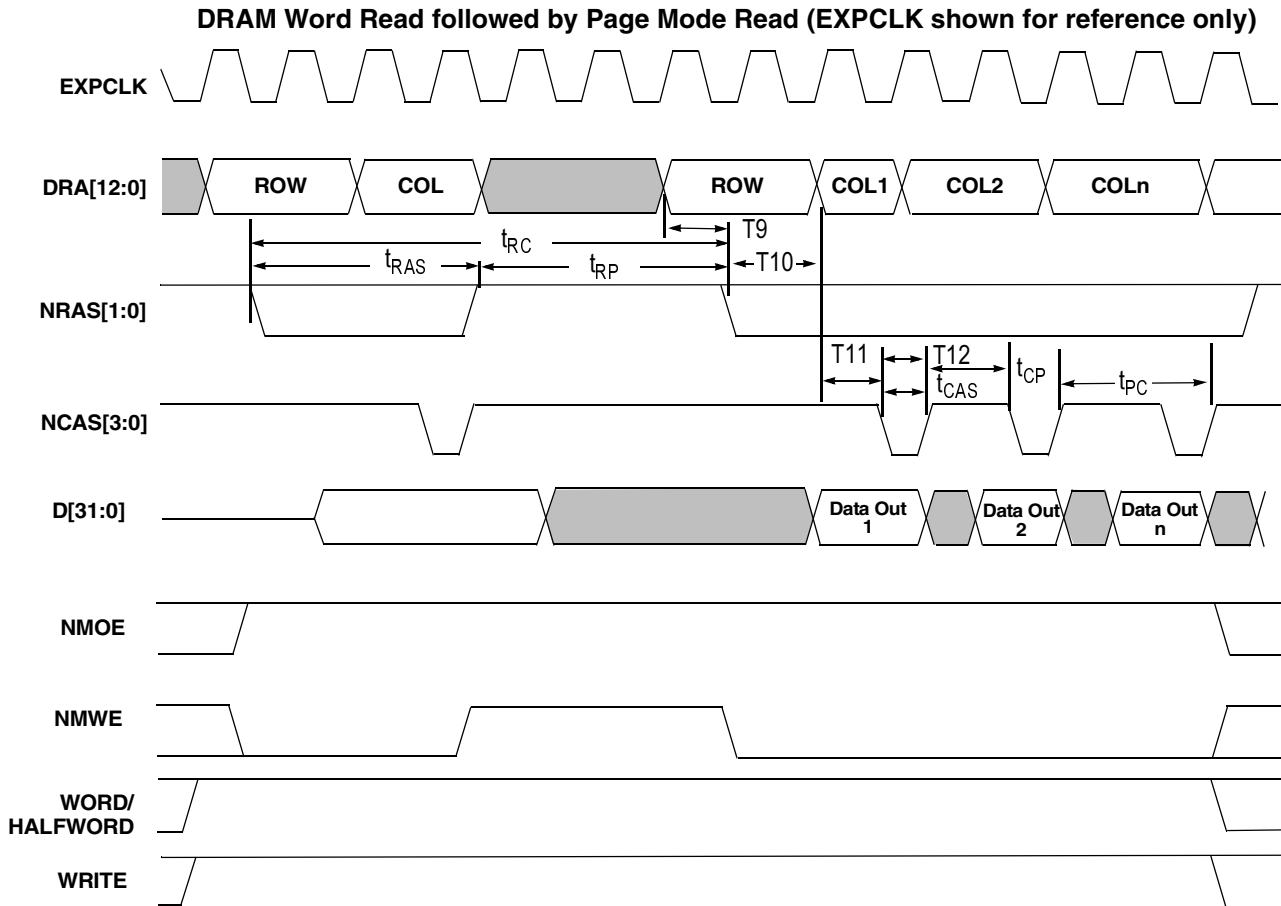 DRAM Word Read followed by Page Mode Read (EXPCLK shown for reference only)
EXPCLK
DRA[12:0]
ROW
COL
ROW
COL1
COL2
COLn
T9
tRC
tRAS
tRP
T10
NRAS[1:0]
T11
T12
tCP
tPC
tCAS
NCAS[3:0]
D[31:0]
Data Out
1
Data Out
2
Data Out
n
NMOE
NMWE
WORD/
HALFWORD
WRITE